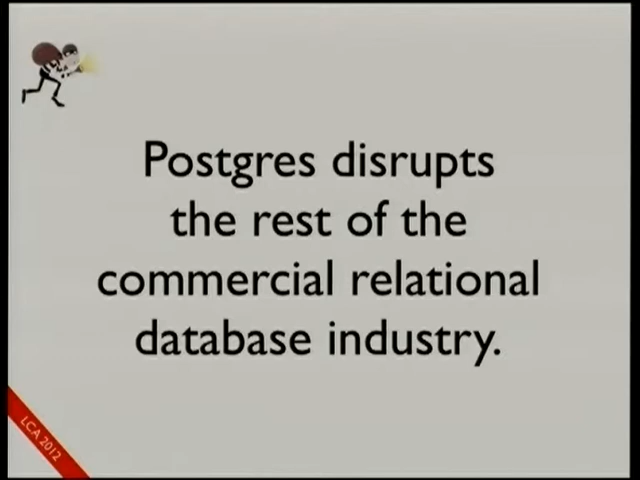 Postgres disrupts
the rest of the
commercial relational
database industry.
LCA 2012